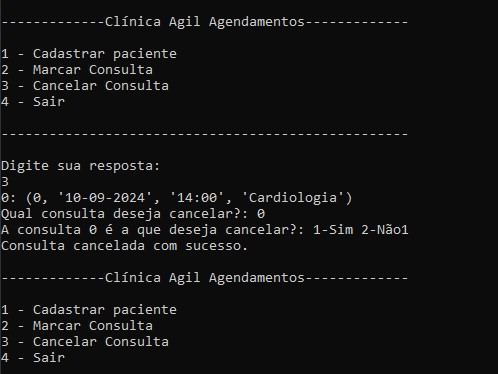 -------------Clínica Agil Agendamentos-------------
1 - Cadastrar paciente
2 - Marcar Consulta
3 - Cancelar Consulta
4 - Sair
---------------------------------------------------
Digite sua resposta:
3
0: (0, '10-09-2024', '14:00', 'Cardiologia')
Qual consulta deseja cancelar?: 0
A consulta 0 é a que deseja cancelar?: 1-Sim 2-Não1
Consulta cancelada com sucesso.
-------------Clínica Agil Agendamentos-------------
1 - Cadastrar paciente
2 - Marcar Consulta
3 - Cancelar Consulta
4 - Sair